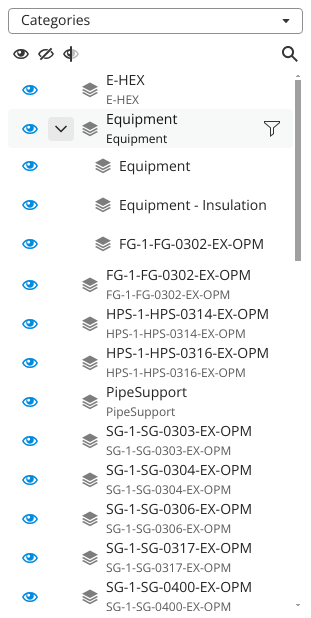 Categories
E-HEX
E-HEX
Equipment
Equipment
Equipment
Equipment - Insulation
FG-1-FG-0302-EX-OPM
FG-1-FG-0302-EX-OPM
FG-1-FG-0302-EX-OPM
HPS-1-HPS-0314-EX-OPM
HPS-1-HPS-0314-EX-OPM
HPS-1-HPS-0316-EX-OPM
HPS-1-HPS-0316-EX-OPM
PipeSupport
PipeSupport
SG-1-SG-0303-EX-OPM
SG-1-SG-0303-EX-OPM
SG-1-SG-0304-EX-OPM
SG-1-SG-0304-EX-OPM
SG-1-SG-0306-EX-OPM
SG-1-SG-0306-EX-OPM
SG-1-SG-0317-EX-OPM
SG-1-SG-0317-EX-OPM
SG-1-SG-0400-EX-OPM
SG-1-SG-0400-EX-OPM